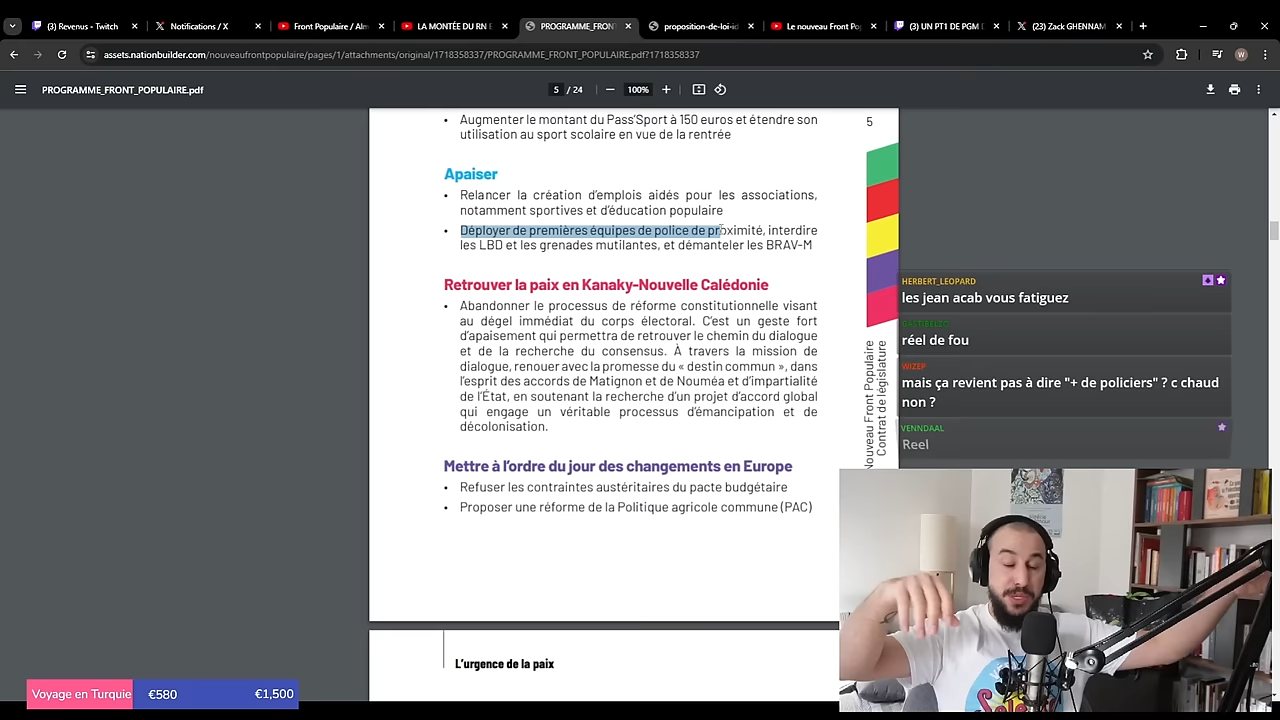 (3) Revenus - Twitch
Notifications / X
Front Populaire / Alm
LA MONTÉE DU RN E
PROGRAMME_FRONT
proposition-de-loi-id
Le nouveau Front Pop
(3) UN PT1 DE PGM D
(23) Zack GHENNAM
assets.nationbuilder.com/nouveaufrontpopulaire/pages/1/attachments/original/1718358337/PROGRAMME_FRONT_POPULAIRE.pdf?1718358337
W
PROGRAMME_FRONT_POPULAIRE.pdf
5 / 24
100%
• Augmenter le montant du Pass'Sport à 150 euros et étendre son
utilisation au sport scolaire en vue de la rentrée
5
Apaiser
• Relancer la création d'emplois aidés pour les associations,
notamment sportives et d'éducation populaire
• Déployer de premières équipes de police de proximité, interdire
les LBD et les grenades mutilantes, et démanteler les BRAV-M
Retrouver la paix en Kanaky-Nouvelle Calédonie
• Abandonner le processus de réforme constitutionnelle visant
au dégel immédiat du corps électoral. C'est un geste fort
d'apaisement qui permettra de retrouver le chemin du dialogue
et de la recherche du consensus. À travers la mission de
dialogue, renouer avec la promesse du « destin commun », dans
l'esprit des accords de Matignon et de Nouméa et d'impartialité
de l'État, en soutenant la recherche d'un projet d'accord global
qui engage un véritable processus d'émancipation et de
décolonisation.
Mettre à l'ordre du jour des changements en Europe
• Refuser les contraintes austéritaires du pacte budgétaire
• Proposer une réforme de la Politique agricole commune (PAC)
Nouveau Front Populaire
Contrat de législature
L'urgence de la paix
HERBERT_LEOPARD
les jean acab vous fatiguez
réel de fou
WIZEP
mais ça revient pas à dire "+ de policiers" ? c chaud
non ?
VENNDAAL
Reel
Voyage en Turquie
€580
€1,500